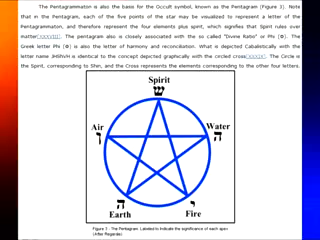 The Pentagrammaton is also the basis for the Occult symbol, known as the Pentagram (Figure 3). Note
that in the Pentagram, each of the five points of the star may be visualized to represent a letter of the
Pentagrammaton, and therefore represent the four elements plus spirit, which signifies that Spirit rules over
matter[XXXVIII]. The pentagram also is closely associated with the so called "Divine Ratio" or Phi (Φ). The
Greek letter Phi (Φ) is also the letter of harmony and reconciliation. What is depicted Cabalistically with the
letter name JHShVH is identical to the concept depicted graphically with the circled cross[XXXIX]. The Circle is
the Spirit, corresponding to Shin, and the Cross represents the elements corresponding to the other four letters.
Spirit
ש
Air
ו
Water
ה
ה
Earth
י
Fire
Figure 3 : The Pentagram. Labeled to indicate the significance of each apex
(After Regardie)